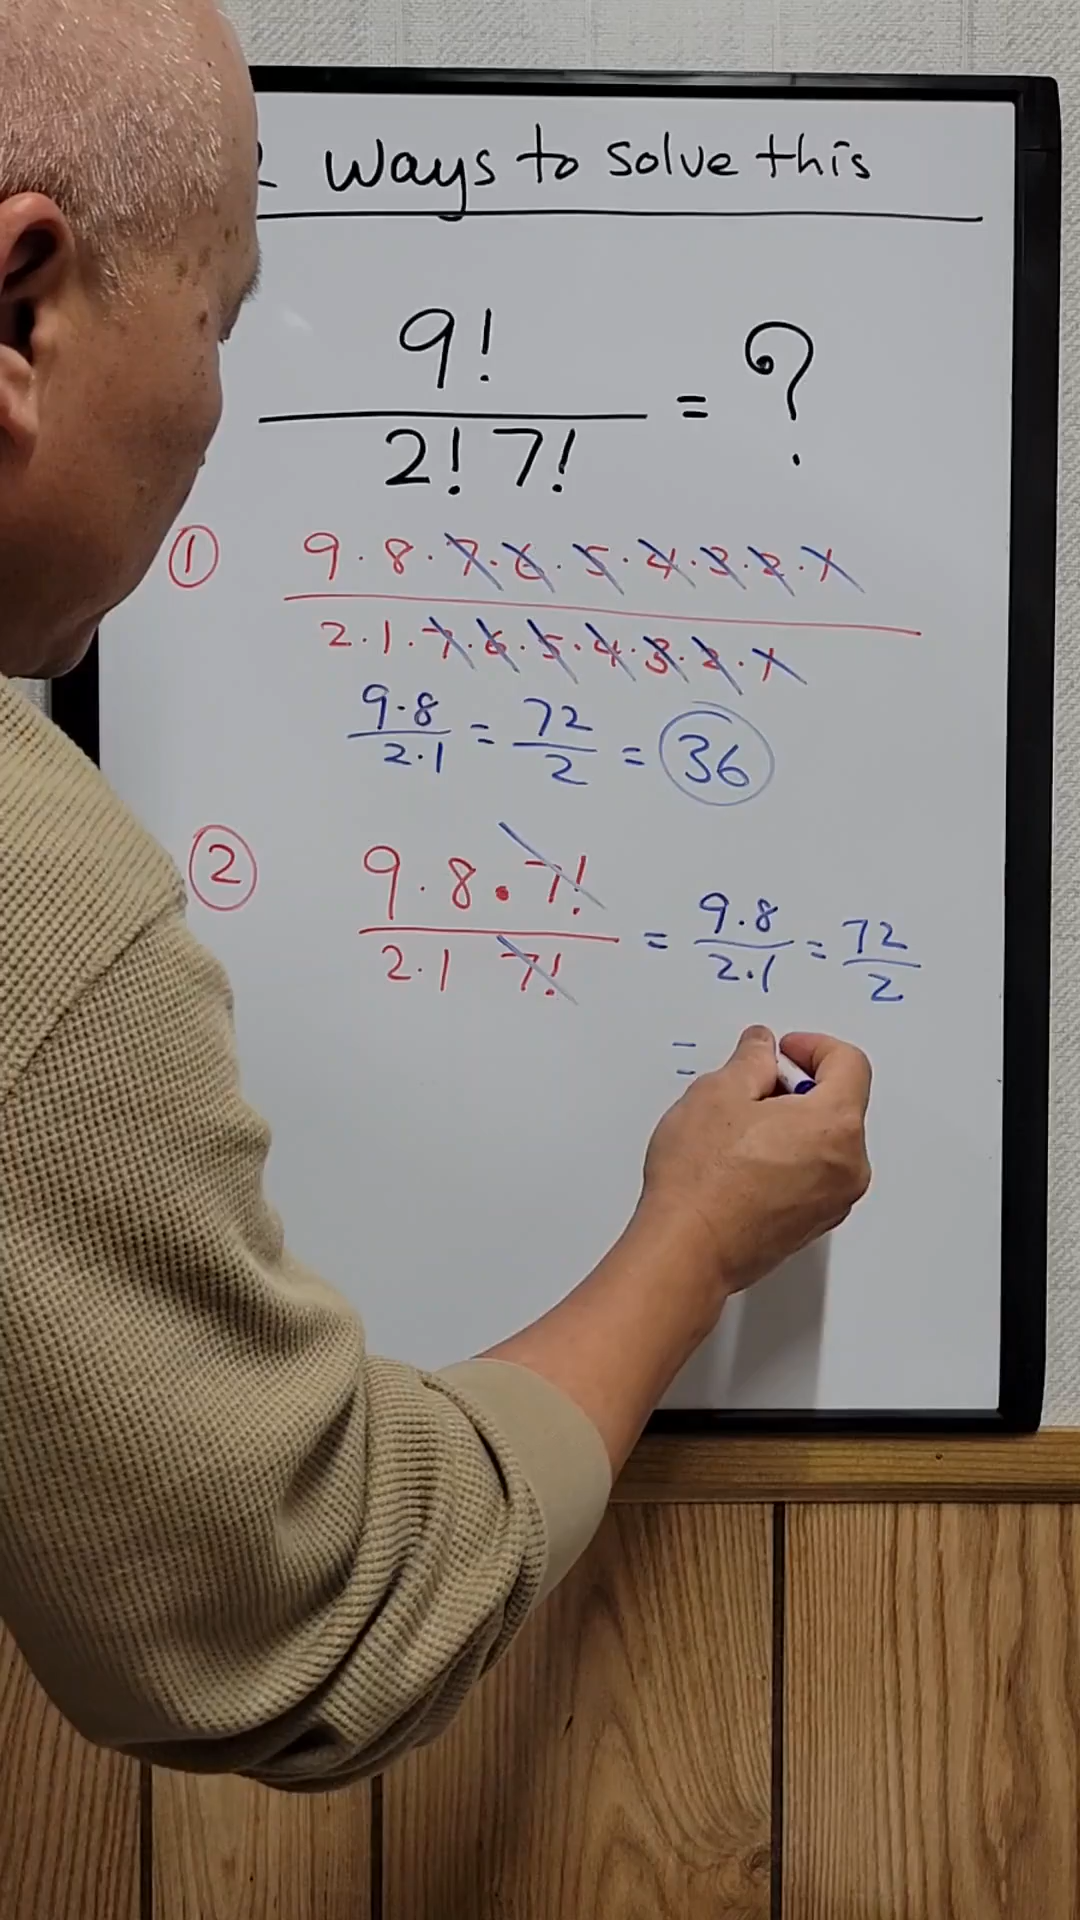 2 ways to solve this
9!
2! 7!
= ?
① 9 · 8 · 7 · 6 · 5 · 4 · 3 · 2 · 1
2 · 1 · 7 · 6 · 5 · 4 · 3 · 2 · 1
9·8 = 72 = 36
2·1 2
② 9 · 8 · 7! = 9·8 = 72
2·1 7! 2·1 2
=